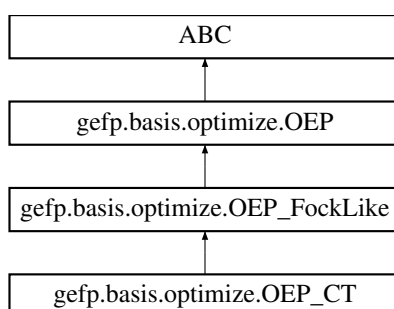 ABC
gefp.basis.optimize.OEP
gefp.basis.optimize.OEP_FockLike
gefp.basis.optimize.OEP_CT